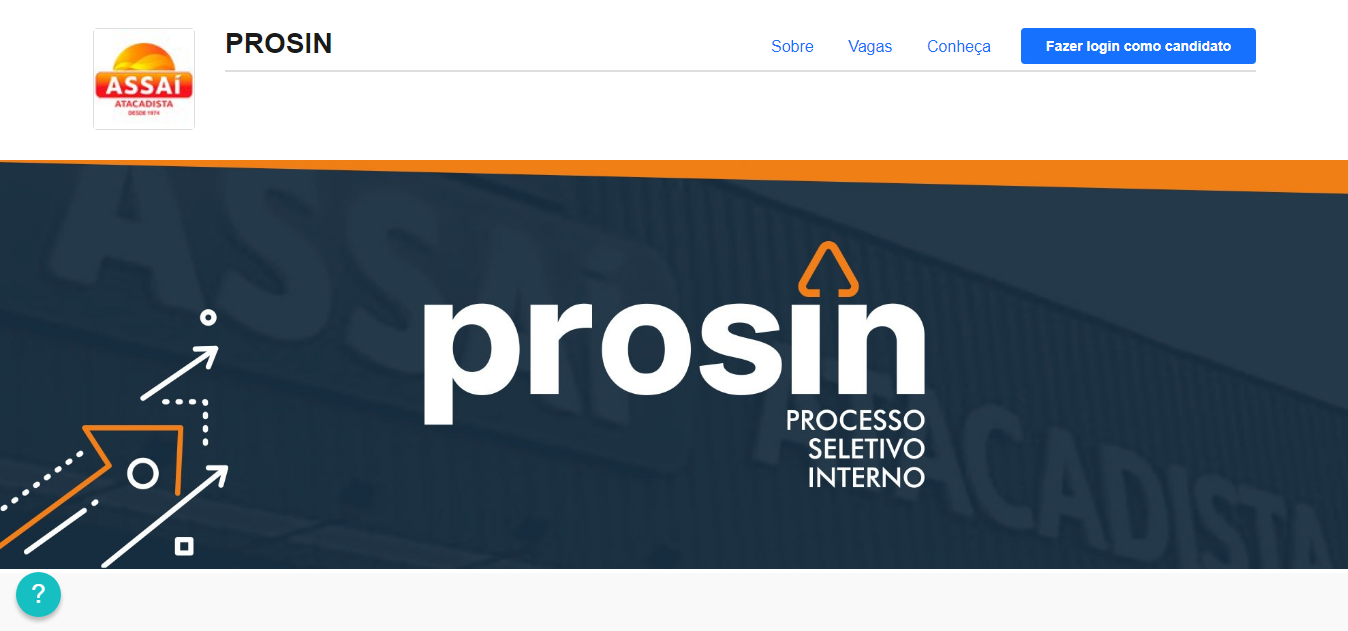 ASSAÍ
ATACADISTA
DESDE 1974
PROSIN
Sobre
Vagas
Conheça
Fazer login como candidato
ASSAÍ
ATACADISTA
prosin
PROCESSO
SELETIVO
INTERNO
?